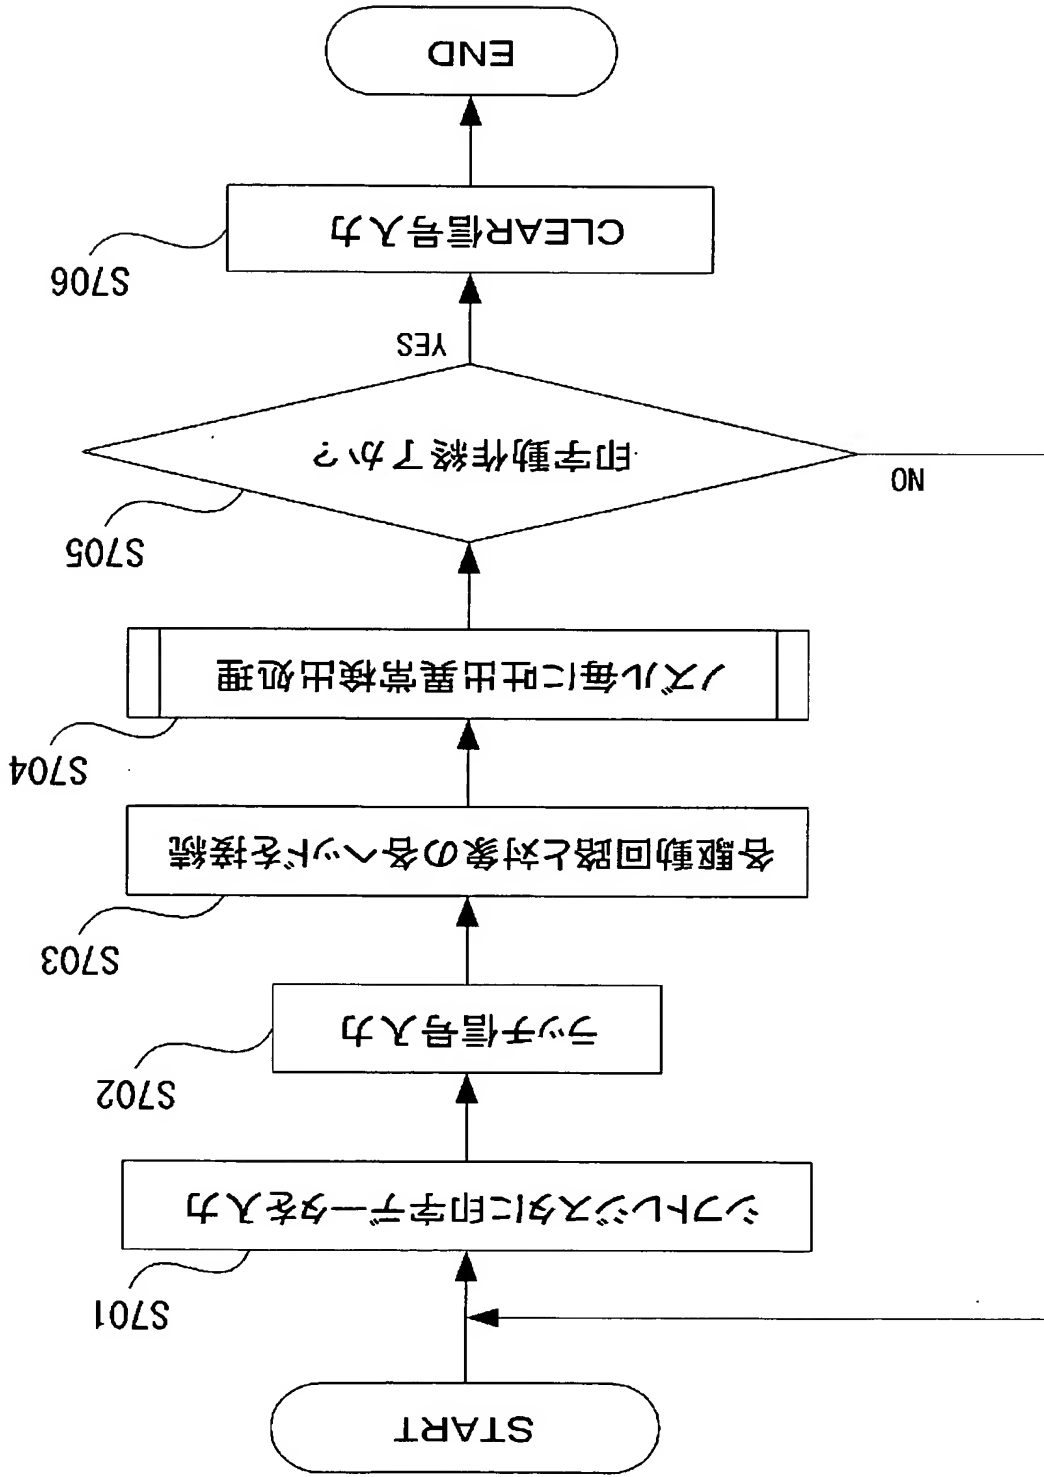 START
S701
シフトレジスタに印字データを入力
S702
ラッチ信号入力
S703
各駆動回路と対象の各ヘッドを接続
S704
ノズル毎に吐出異常検出処理
S705
印字動作終了か?
NO
YES
S706
CLEAR信号入力
END